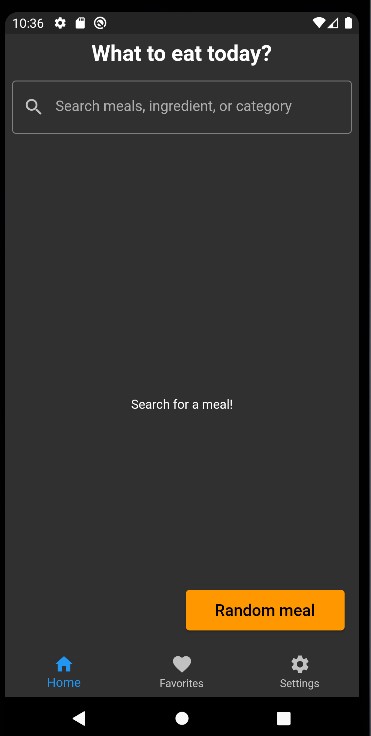 10:36
What to eat today?
Search meals, ingredient, or category
Search for a meal!
Random meal
Home
Favorites
Settings